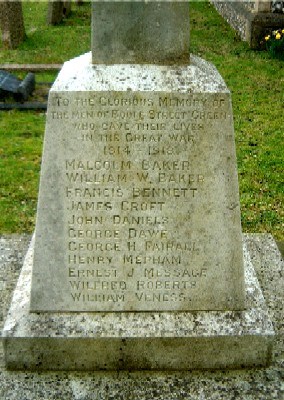 TO THE GLORIOUS MEMORY OF
THE MEN OF BODLE STREET GREEN
WHO GAVE THEIR LIVES
IN THE GREAT WAR
1914 - 1918
MALCOLM BAKER
WILLIAM W. BAKER
FRANCIS BENNETT
JAMES CROFT
JOHN DANIELS
GEORGE DAWE
GEORGE H. FAIRALL
HENRY MEPHAM
ERNEST J. MESSAGE
WILFRED ROBERTS
WILLIAM VENESS